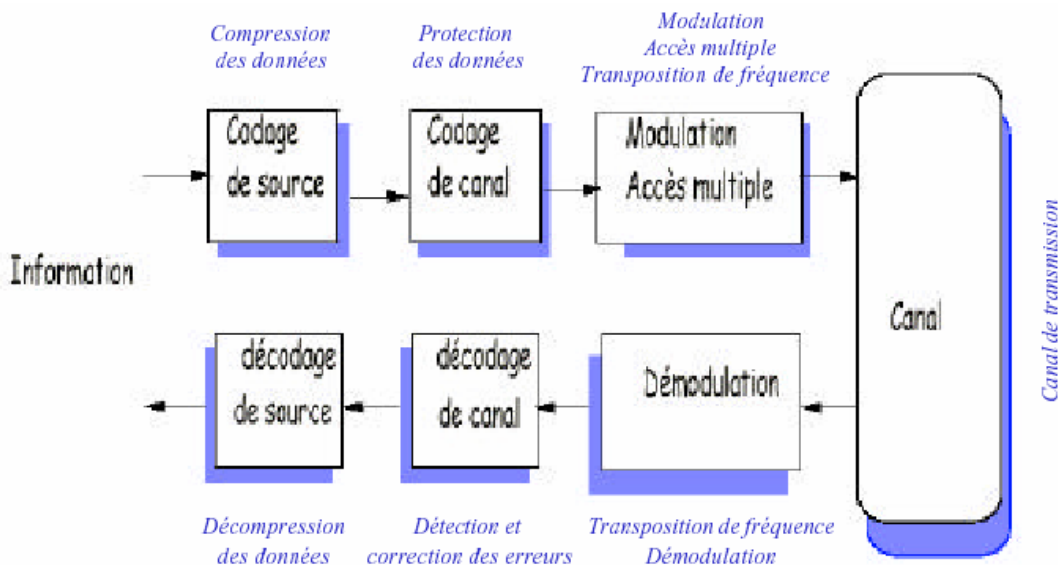 Compression
des données
Protection
des données
Modulation
Accès multiple
Transposition de fréquence
Codage
de source
Codage
de canal
Modulation
Accès multiple
Information
Canal
Canal de transmission
décodage
de source
décodage
de canal
Démodulation
Décompression
des données
Détection et
correction des erreurs
Transposition de fréquence
Démodulation